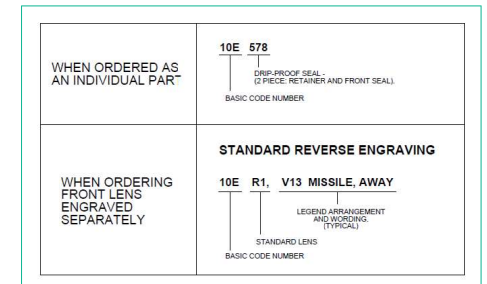 WHEN ORDERED AS
AN INDIVIDUAL PART
10E 578
DRIP-PROOF SEAL -
(2 PIECE: RETAINER AND FRONT SEAL).
BASIC CODE NUMBER
STANDARD REVERSE ENGRAVING
WHEN ORDERING
FRONT LENS
ENGRAVED
SEPARATELY
10E R1, V13 MISSILE, AWAY
LEGEND ARRANGEMENT
AND WORDING.
(TYPICAL)
STANDARD LENS
BASIC CODE NUMBER